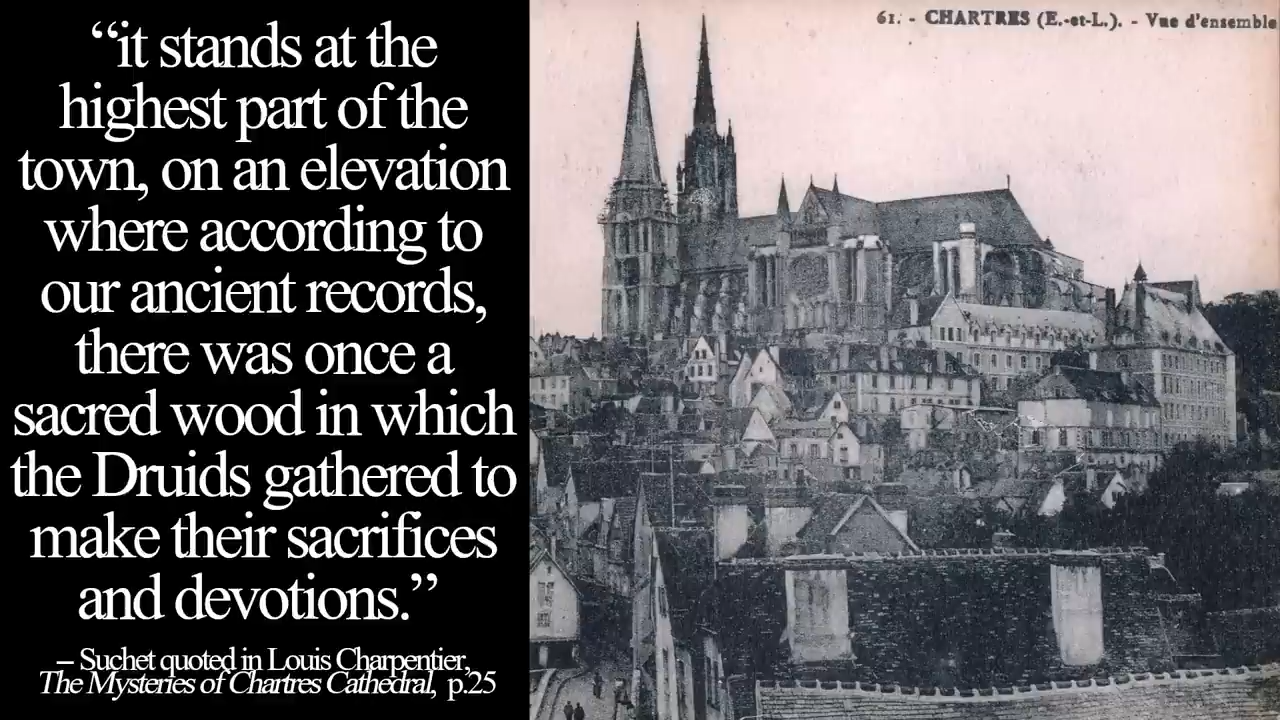 “it stands at the
highest part of the
town, on an elevation
where according to
our ancient records,
there was once a
sacred wood in which
the Druids gathered to
make their sacrifices
and devotions.”
– Suchet quoted in Louis Charpentier,
The Mysteries of Chartres Cathedral, p.25
61. - CHARTRES (E.-et-L.). - Vue d'ensemble